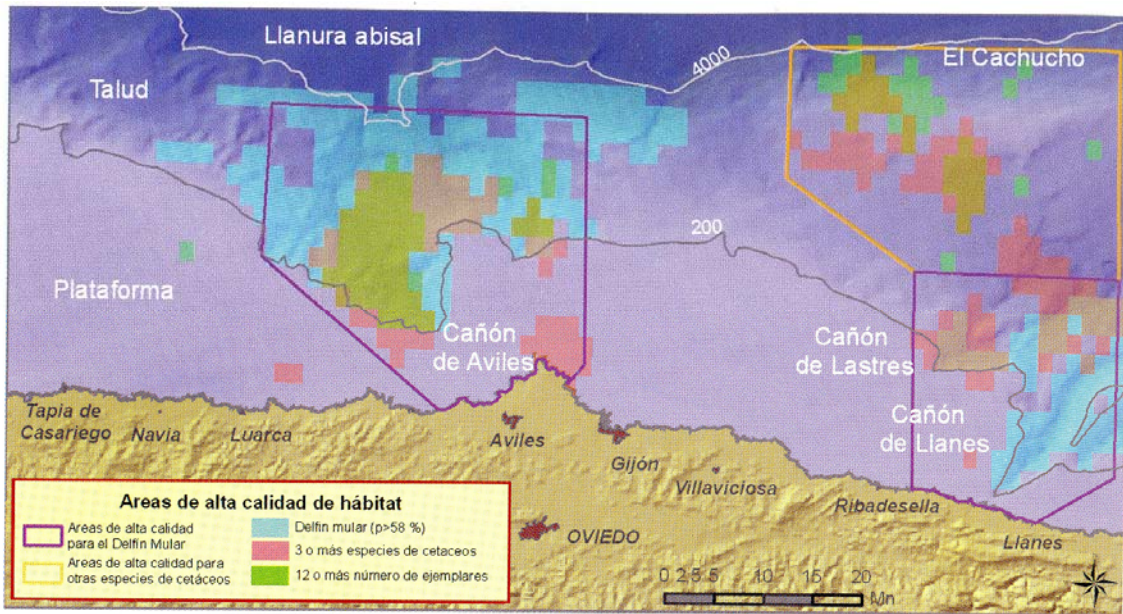 Llanura abisal
4000
El Cachucho
Talud
200
Plataforma
Cañón
de Aviles
Cañón
de Lastres
Cañón
de Llanes
Tapia de
Casariego
Navia
Luarca
Aviles
Gijón
Villaviciosa
Ribadesella
Llanes
OVIEDO
Areas de alta calidad de hábitat
Areas de alta calidad
para el Delfín Mular
Areas de alta calidad para
otras especies de cetáceos
Delfín mular (p>58 %)
3 o más especies de cetaceos
12 o más número de ejemplares
0 2,5 5 10 15 20
Mn